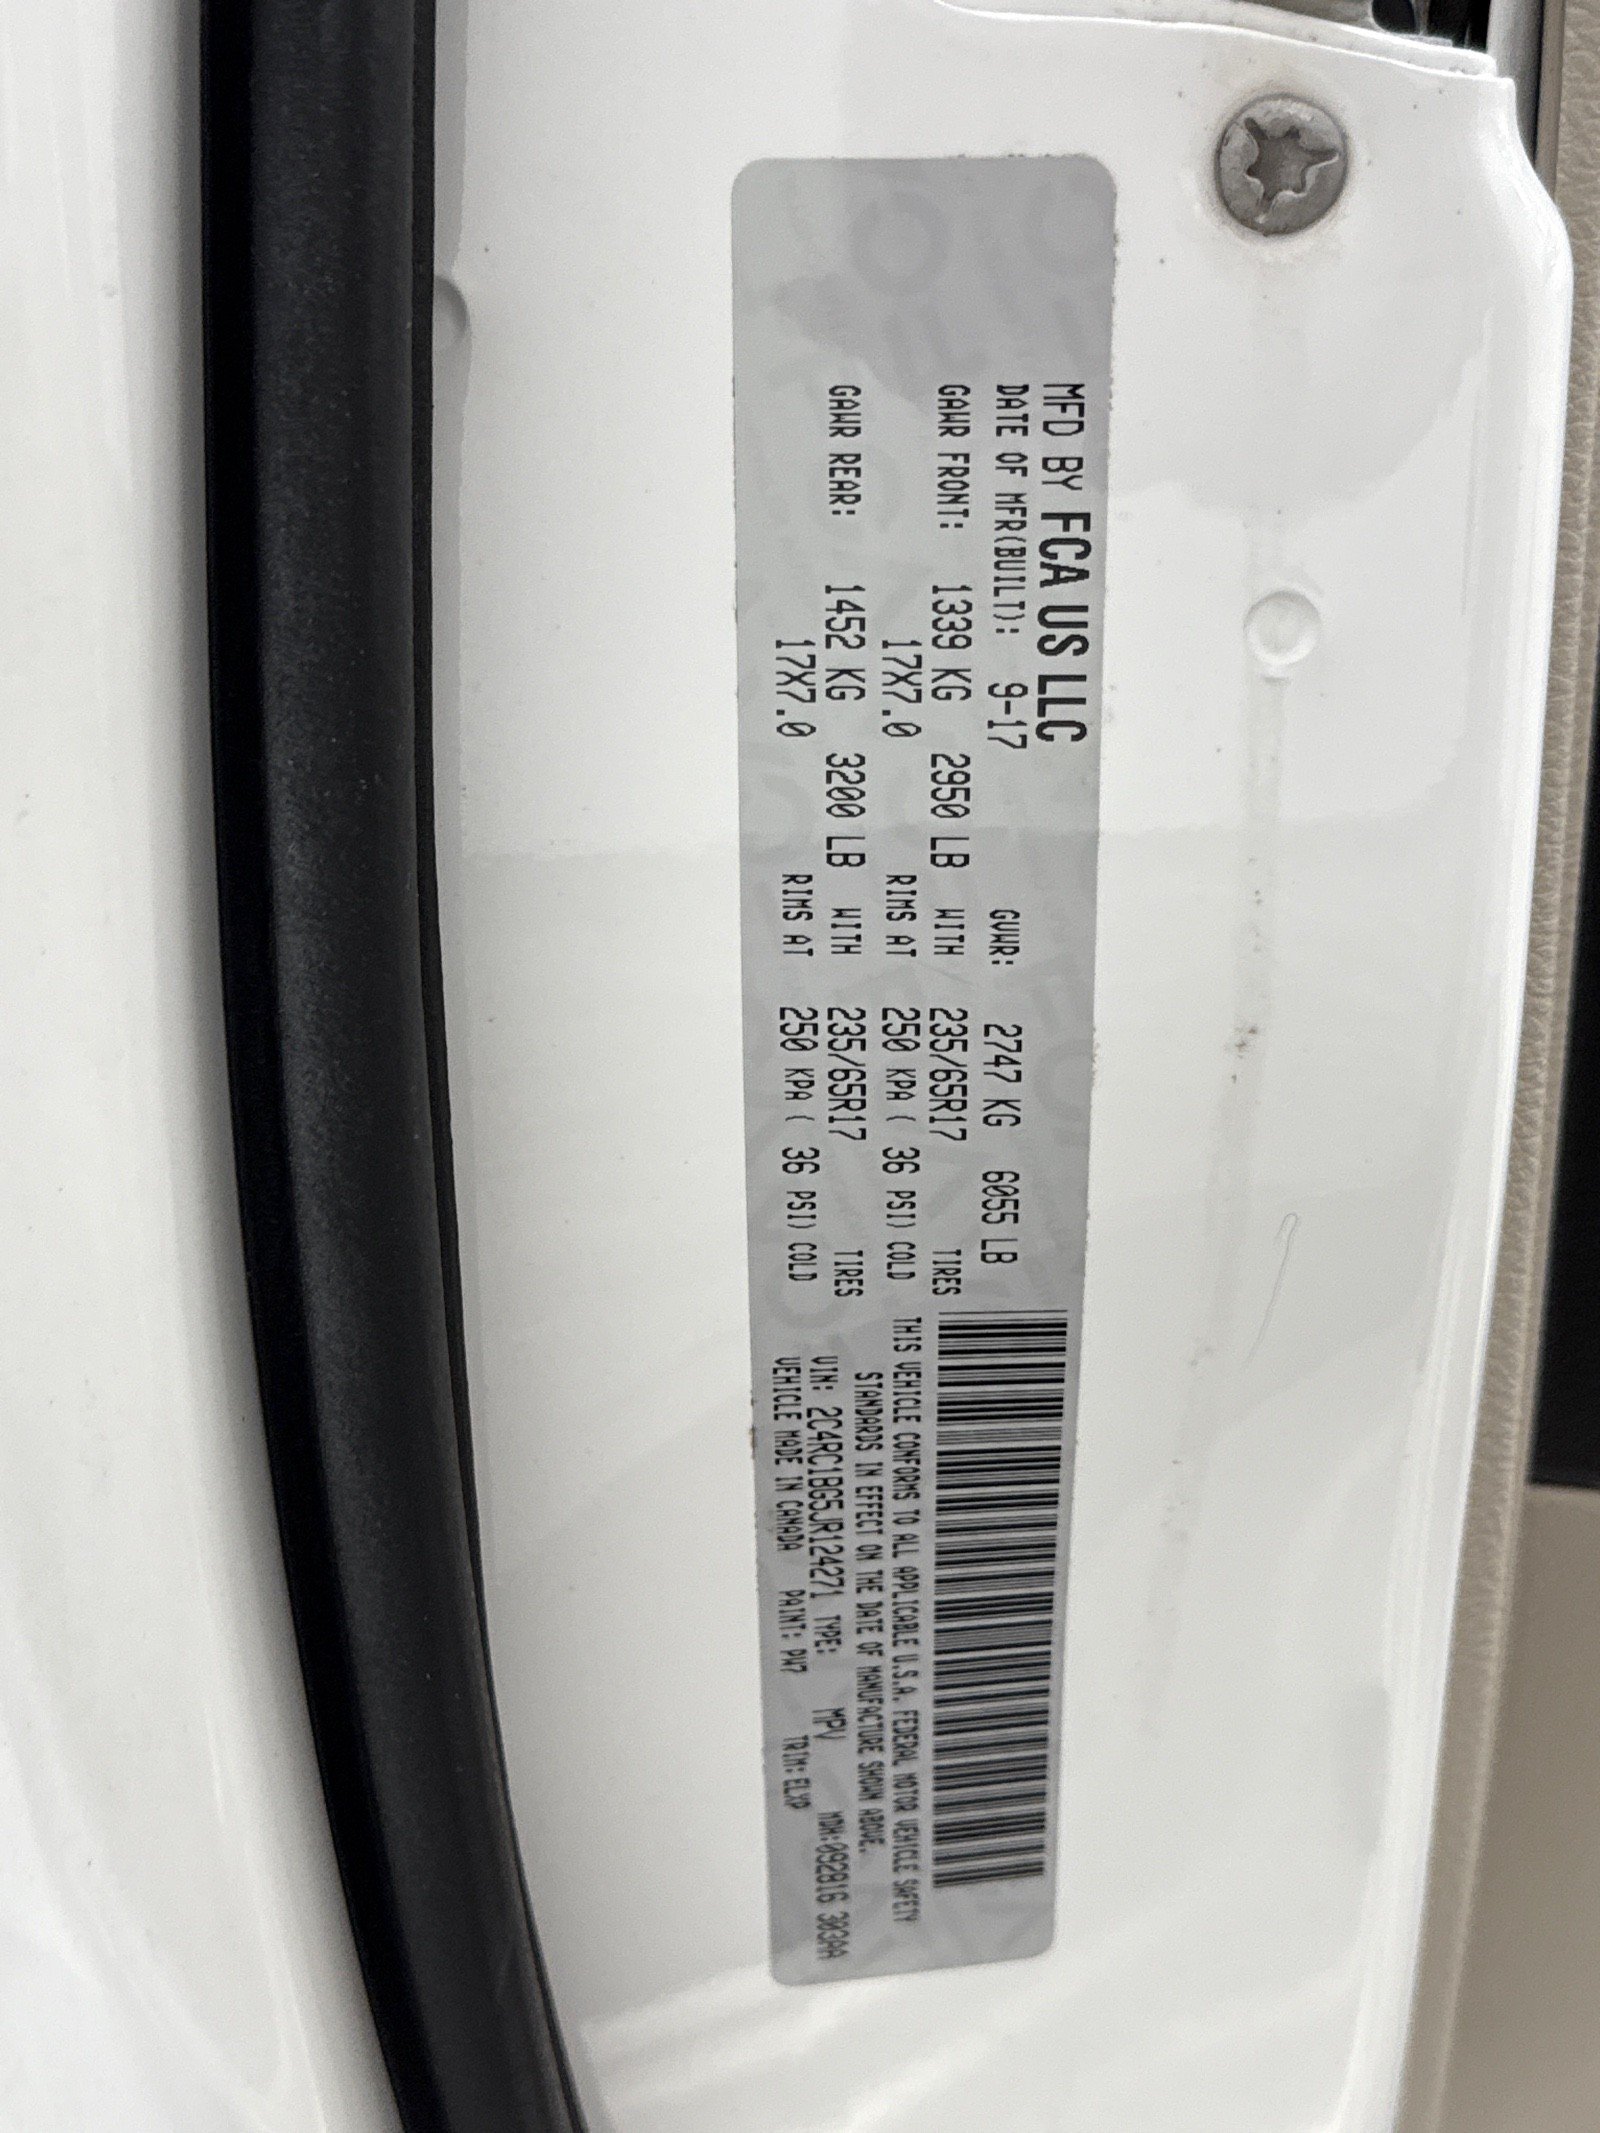 MFD BY FCA US LLC
DATE OF MFR(BUILT): 9-17 GVWR: 2747 KG 6055 LB
GAWR FRONT: 1339 KG 2950 LB WITH 235/65R17 TIRES
17X7.0 RIMS AT 250 KPA ( 36 PSI) COLD
GAWR REAR: 1452 KG 3200 LB WITH 235/65R17 TIRES
17X7.0 RIMS AT 250 KPA ( 36 PSI) COLD
THIS VEHICLE CONFORMS TO ALL APPLICABLE U.S.A. FEDERAL MOTOR VEHICLE SAFETY
STANDARDS IN EFFECT ON THE DATE OF MANUFACTURE SHOWN ABOVE.
VIN: 2C4RC1BG5JR124271 TYPE: MPV MDH:092816 303AA
VEHICLE MADE IN CANADA PAINT: PW7 TRIM:ELXP